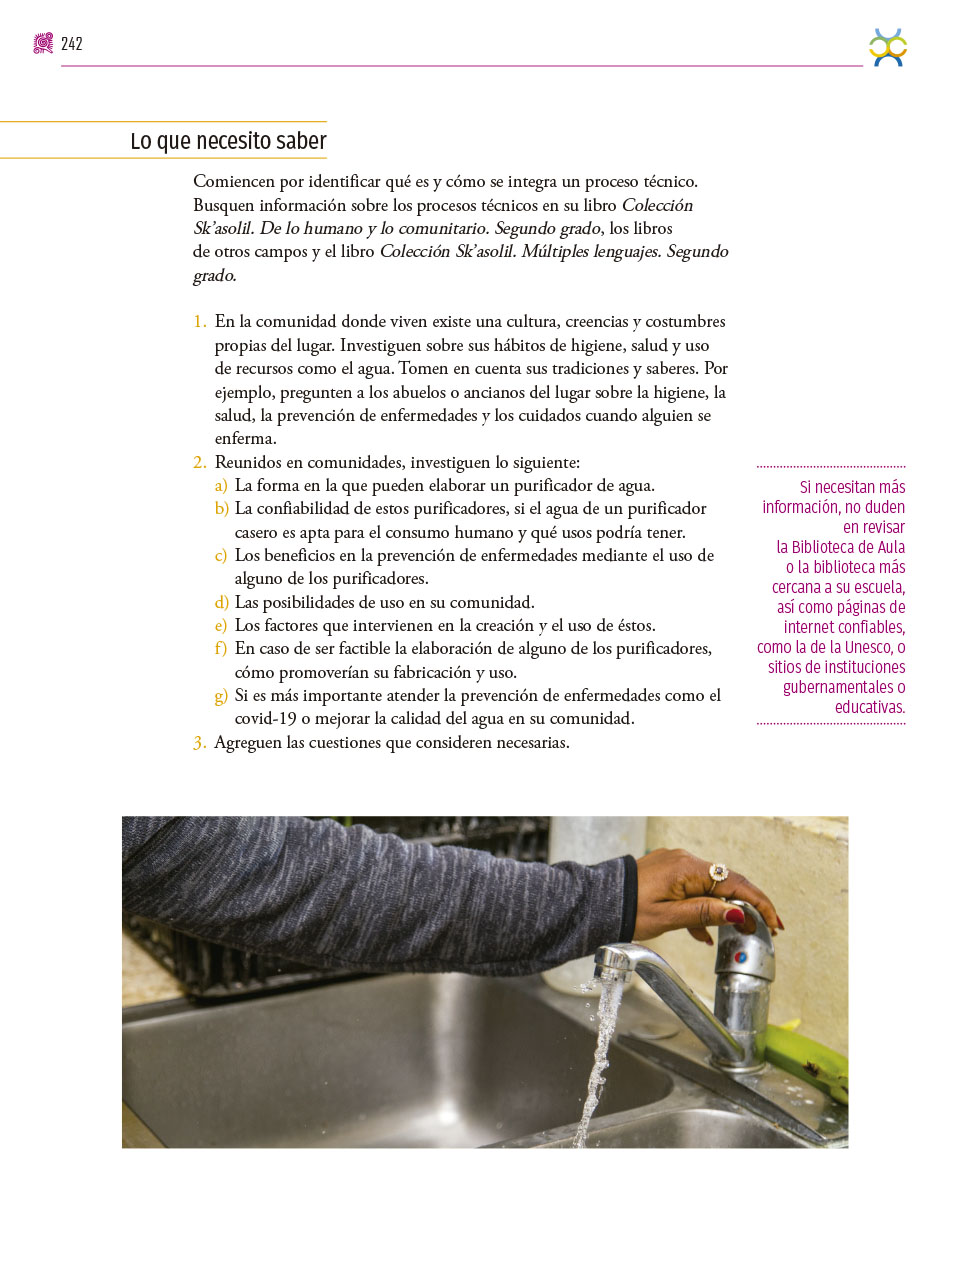 242
Lo que necesito saber
Comiencen por identificar qué es y cómo se integra un proceso técnico.
Busquen información sobre los procesos técnicos en su libro Colección
Sk’asolil. De lo humano y lo comunitario. Segundo grado, los libros
de otros campos y el libro Colección Sk’asolil. Múltiples lenguajes. Segundo
grado.
1. En la comunidad donde viven existe una cultura, creencias y costumbres
propias del lugar. Investiguen sobre sus hábitos de higiene, salud y uso
de recursos como el agua. Tomen en cuenta sus tradiciones y saberes. Por
ejemplo, pregunten a los abuelos o ancianos del lugar sobre la higiene, la
salud, la prevención de enfermedades y los cuidados cuando alguien se
enferma.
2. Reunidos en comunidades, investiguen lo siguiente:
a) La forma en la que pueden elaborar un purificador de agua.
b) La confiabilidad de estos purificadores, si el agua de un purificador
casero es apta para el consumo humano y qué usos podría tener.
c) Los beneficios en la prevención de enfermedades mediante el uso de
alguno de los purificadores.
d) Las posibilidades de uso en su comunidad.
e) Los factores que intervienen en la creación y el uso de éstos.
f) En caso de ser factible la elaboración de alguno de los purificadores,
cómo promoverían su fabricación y uso.
g) Si es más importante atender la prevención de enfermedades como el
covid-19 o mejorar la calidad del agua en su comunidad.
3. Agreguen las cuestiones que consideren necesarias.
Si necesitan más
información, no duden
en revisar
la Biblioteca de Aula
o la biblioteca más
cercana a su escuela,
así como páginas de
internet confiables,
como la de la Unesco, o
sitios de instituciones
gubernamentales o
educativas.